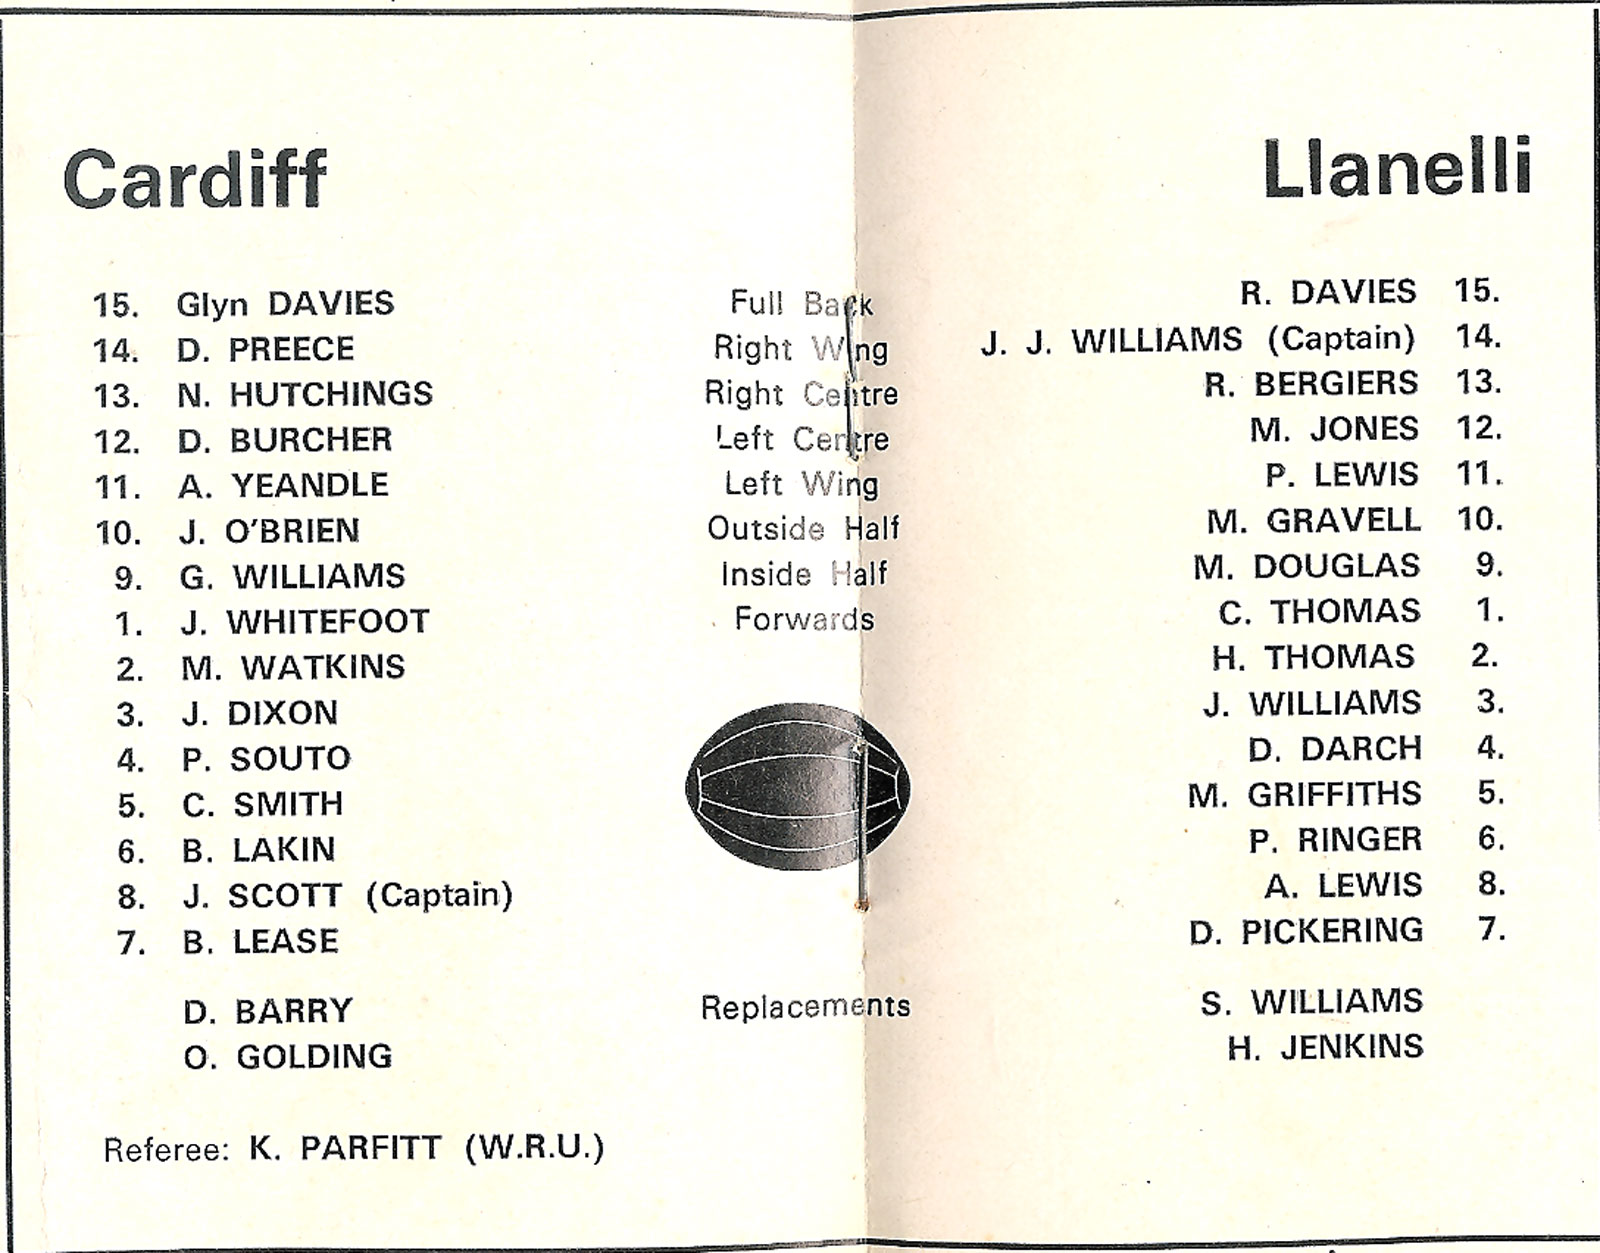 Cardiff Llanelli
15. Glyn DAVIES Full Back R. DAVIES 15.
14. D. PREECE Right Wing J. J. WILLIAMS (Captain) 14.
13. N. HUTCHINGS Right Centre R. BERGIERS 13.
12. D. BURCHER Left Centre M. JONES 12.
11. A. YEANDLE Left Wing P. LEWIS 11.
10. J. O'BRIEN Outside Half M. GRAVELL 10.
9. G. WILLIAMS Inside Half M. DOUGLAS 9.
1. J. WHITEFOOT Forwards C. THOMAS 1.
2. M. WATKINS H. THOMAS 2.
3. J. DIXON J. WILLIAMS 3.
4. P. SOUTO D. DARCH 4.
5. C. SMITH M. GRIFFITHS 5.
6. B. LAKIN P. RINGER 6.
8. J. SCOTT (Captain) A. LEWIS 8.
7. B. LEASE D. PICKERING 7.
D. BARRY Replacements S. WILLIAMS
O. GOLDING H. JENKINS
Referee: K. PARFITT (W.R.U.)